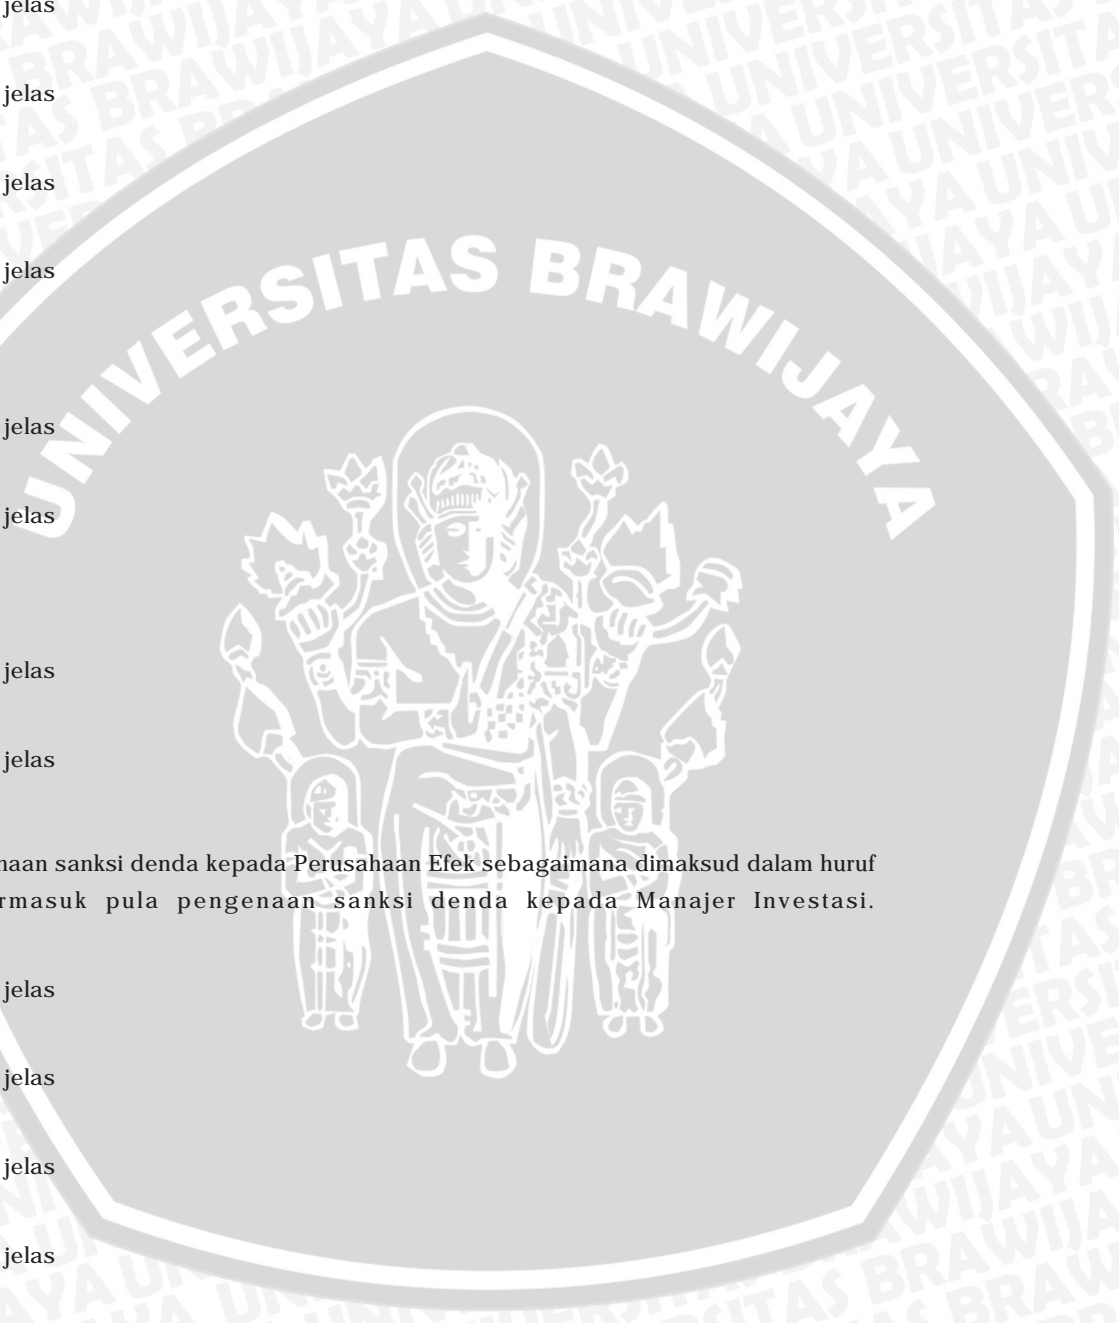 jelas
jelas
jelas
jelas
UNIVERSITAS BRAWIJAYA
jelas
jelas
jelas
jelas
naan sanksi denda kepada Perusahaan Efek sebagaimana dimaksud dalam huruf
rmasuk pula pengenaan sanksi denda kepada Manajer Investasi.
jelas
jelas
jelas
jelas